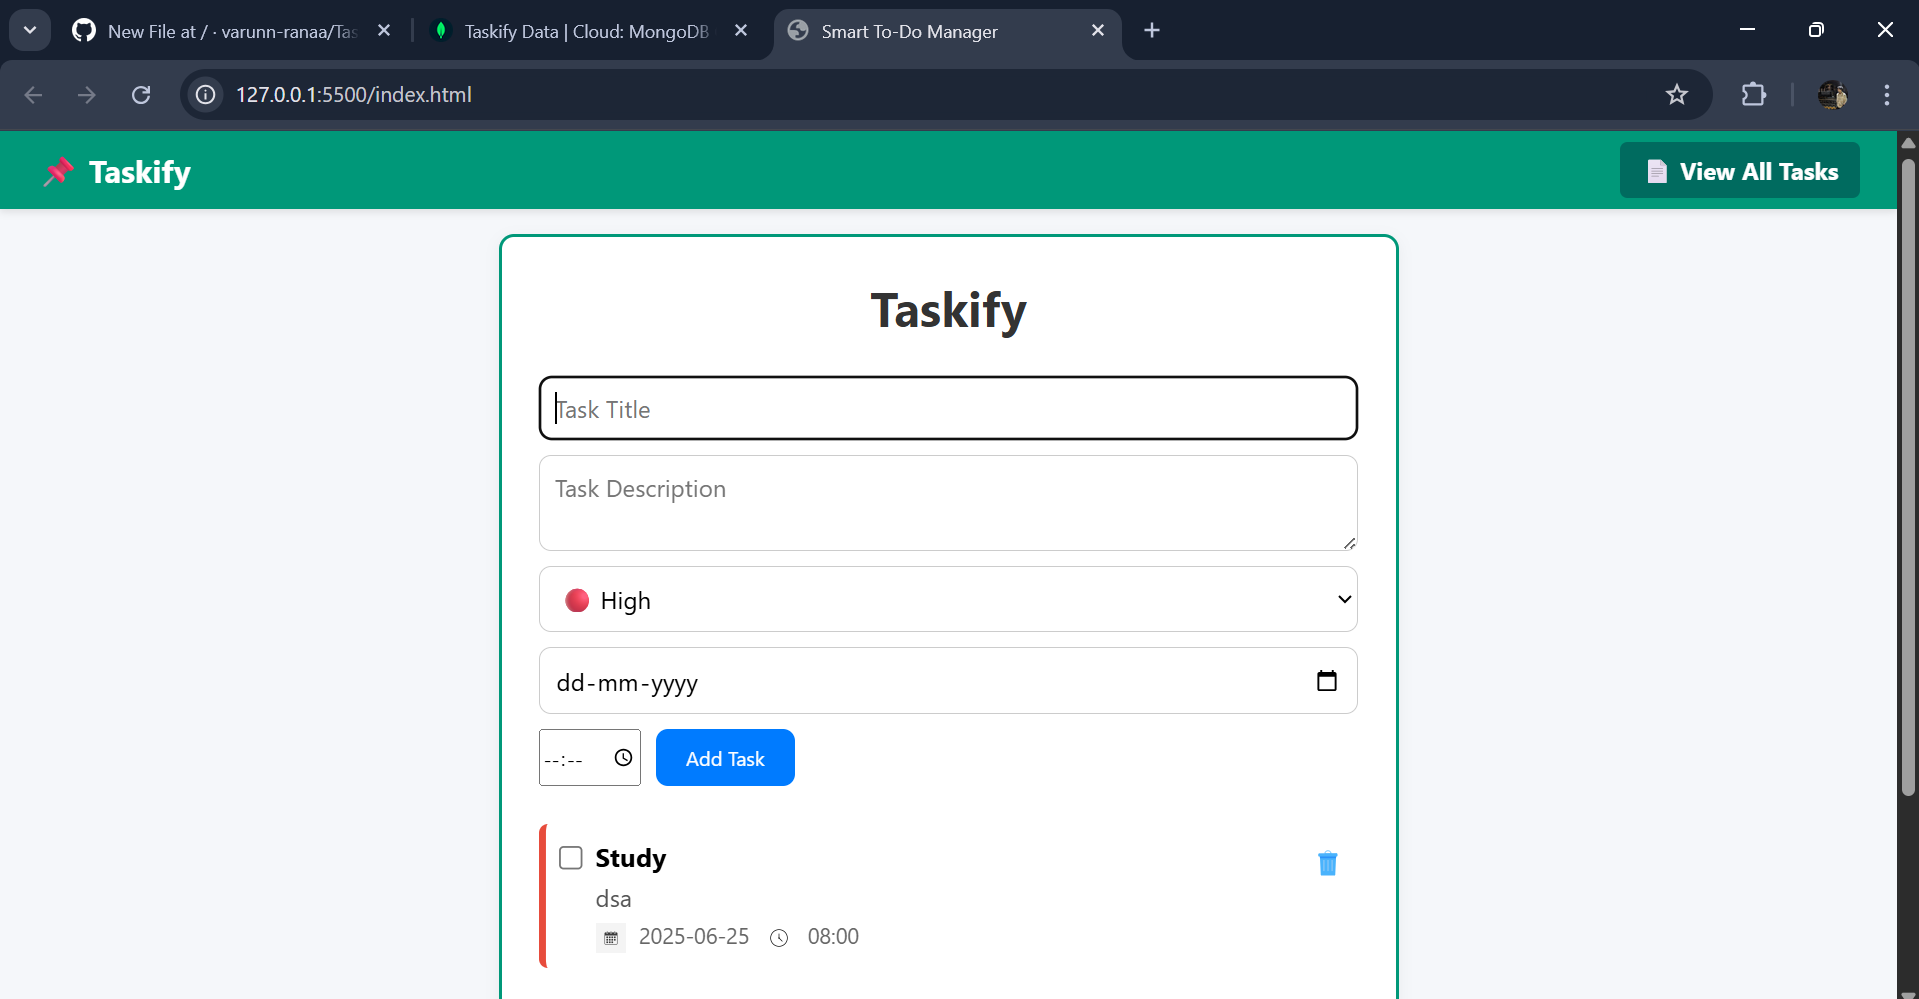 New File at / · varunn-ranaa/Tas
Taskify Data | Cloud: MongoDB
Smart To-Do Manager
127.0.0.1:5500/index.html
Taskify
View All Tasks
Taskify
Task Title
Task Description
High
dd-mm-yyyy
--:--
Add Task
Study
dsa
2025-06-25 08:00